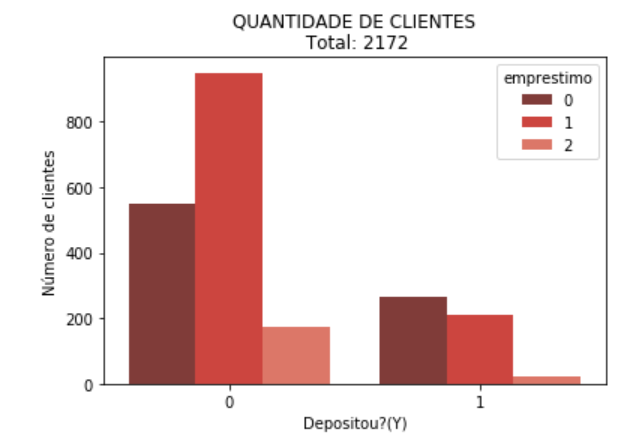 QUANTIDADE DE CLIENTES
Total: 2172
emprestimo
0
1
2
Número de clientes
800
600
400
200
0
0
1
Depositou?(Y)